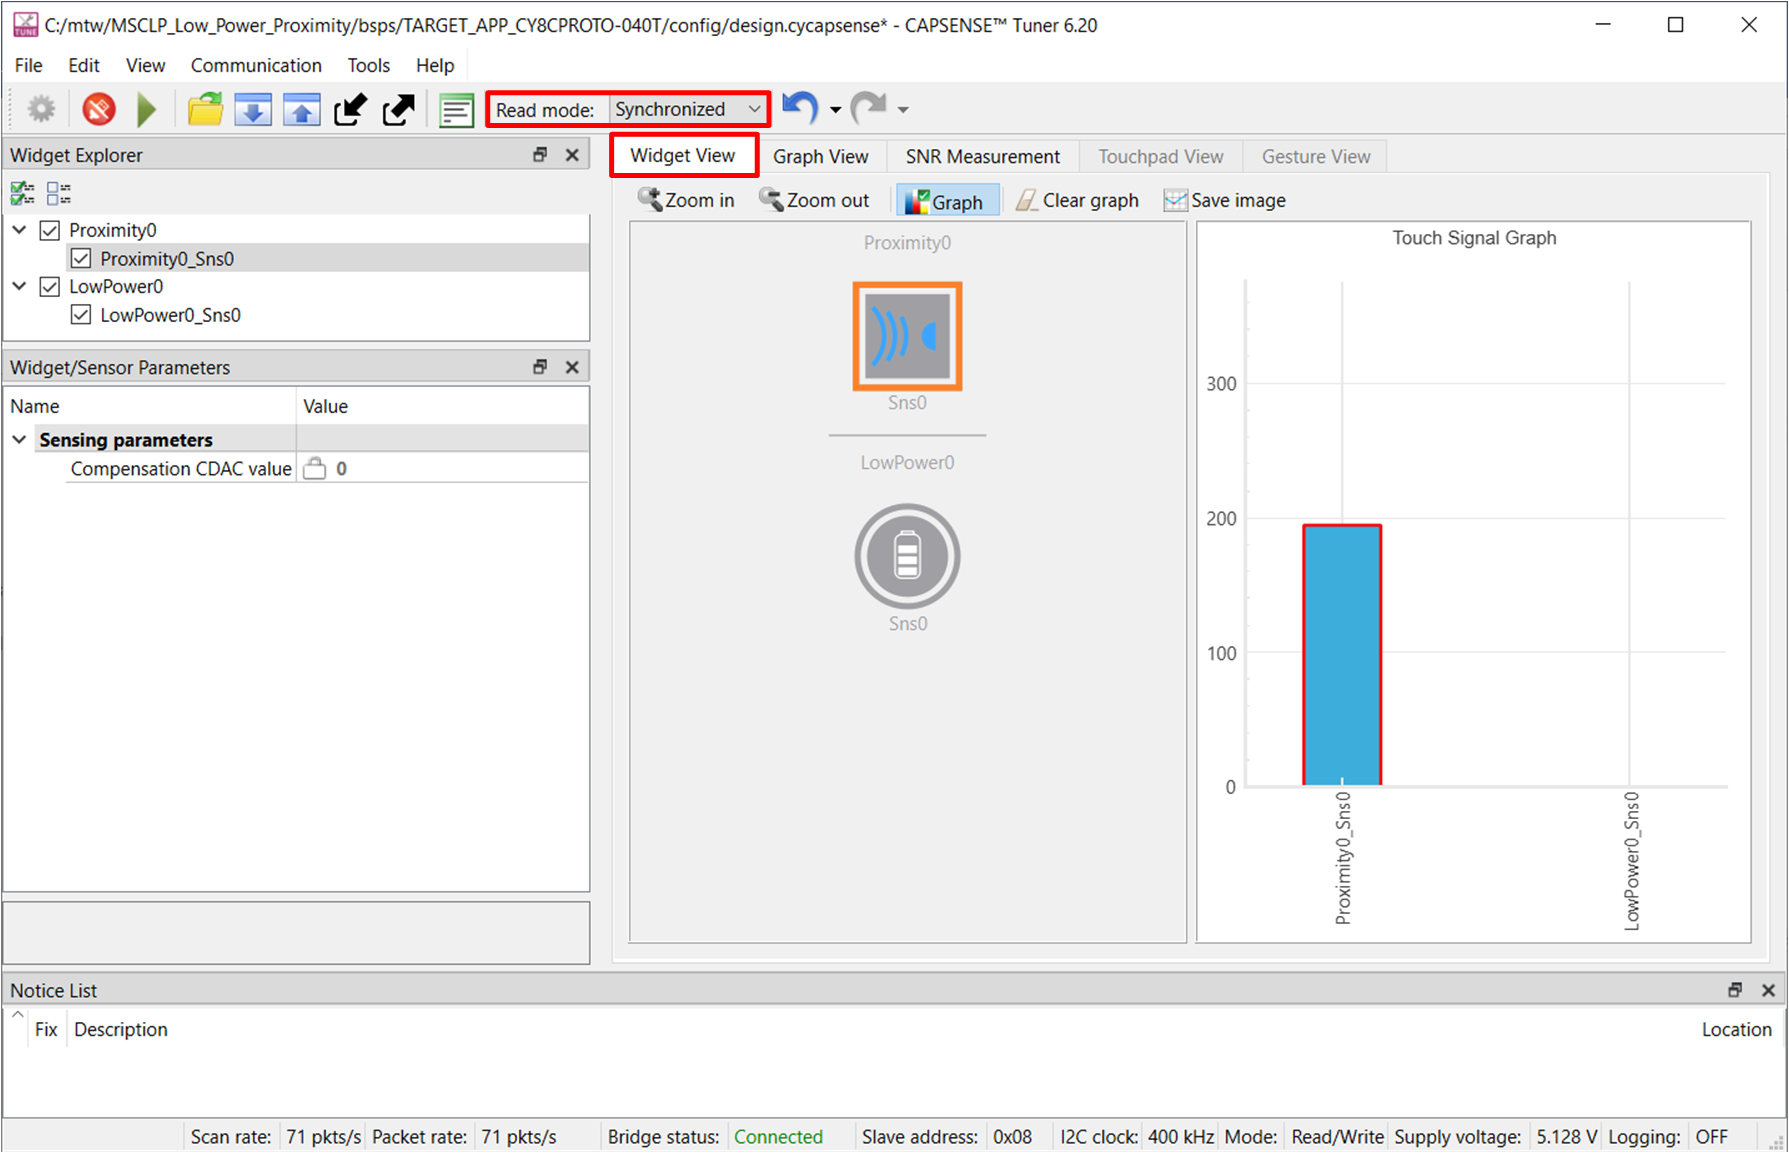 C:/mtw/MSCLP_Low_Power_Proximity/bsps/TARGET_APP_CY8CPROTO-040T/config/design.cycapsense* - CAPSENSE™ Tuner 6.20
File Edit View Communication Tools Help
Read mode: Synchronized
Widget Explorer
Proximity0
Proximity0_Sns0
LowPower0
LowPower0_Sns0
Widget/Sensor Parameters
Name Value
Sensing parameters
Compensation CDAC value 0
Widget View Graph View SNR Measurement Touchpad View Gesture View
Zoom in Zoom out Graph Clear graph Save image
Proximity0
Sns0
LowPower0
Sns0
Touch Signal Graph
300
200
100
0
Proximity0_Sns0
LowPower0_Sns0
Notice List
Fix Description Location
Scan rate: 71 pkts/s Packet rate: 71 pkts/s Bridge status: Connected Slave address: 0x08 I2C clock: 400 kHz Mode: Read/Write Supply voltage: 5.128 V Logging: OFF